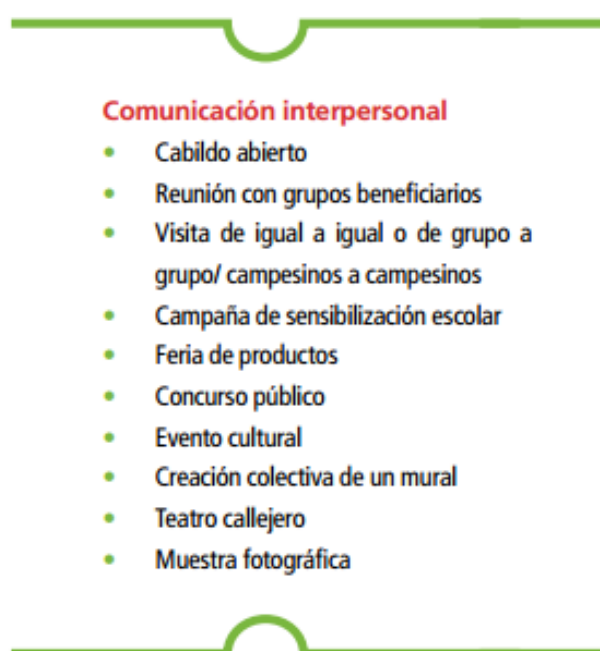 Comunicación interpersonal
• Cabildo abierto
• Reunión con grupos beneficiarios
• Visita de igual a igual o de grupo a
grupo/ campesinos a campesinos
• Campaña de sensibilización escolar
• Feria de productos
• Concurso público
• Evento cultural
• Creación colectiva de un mural
• Teatro callejero
• Muestra fotográfica